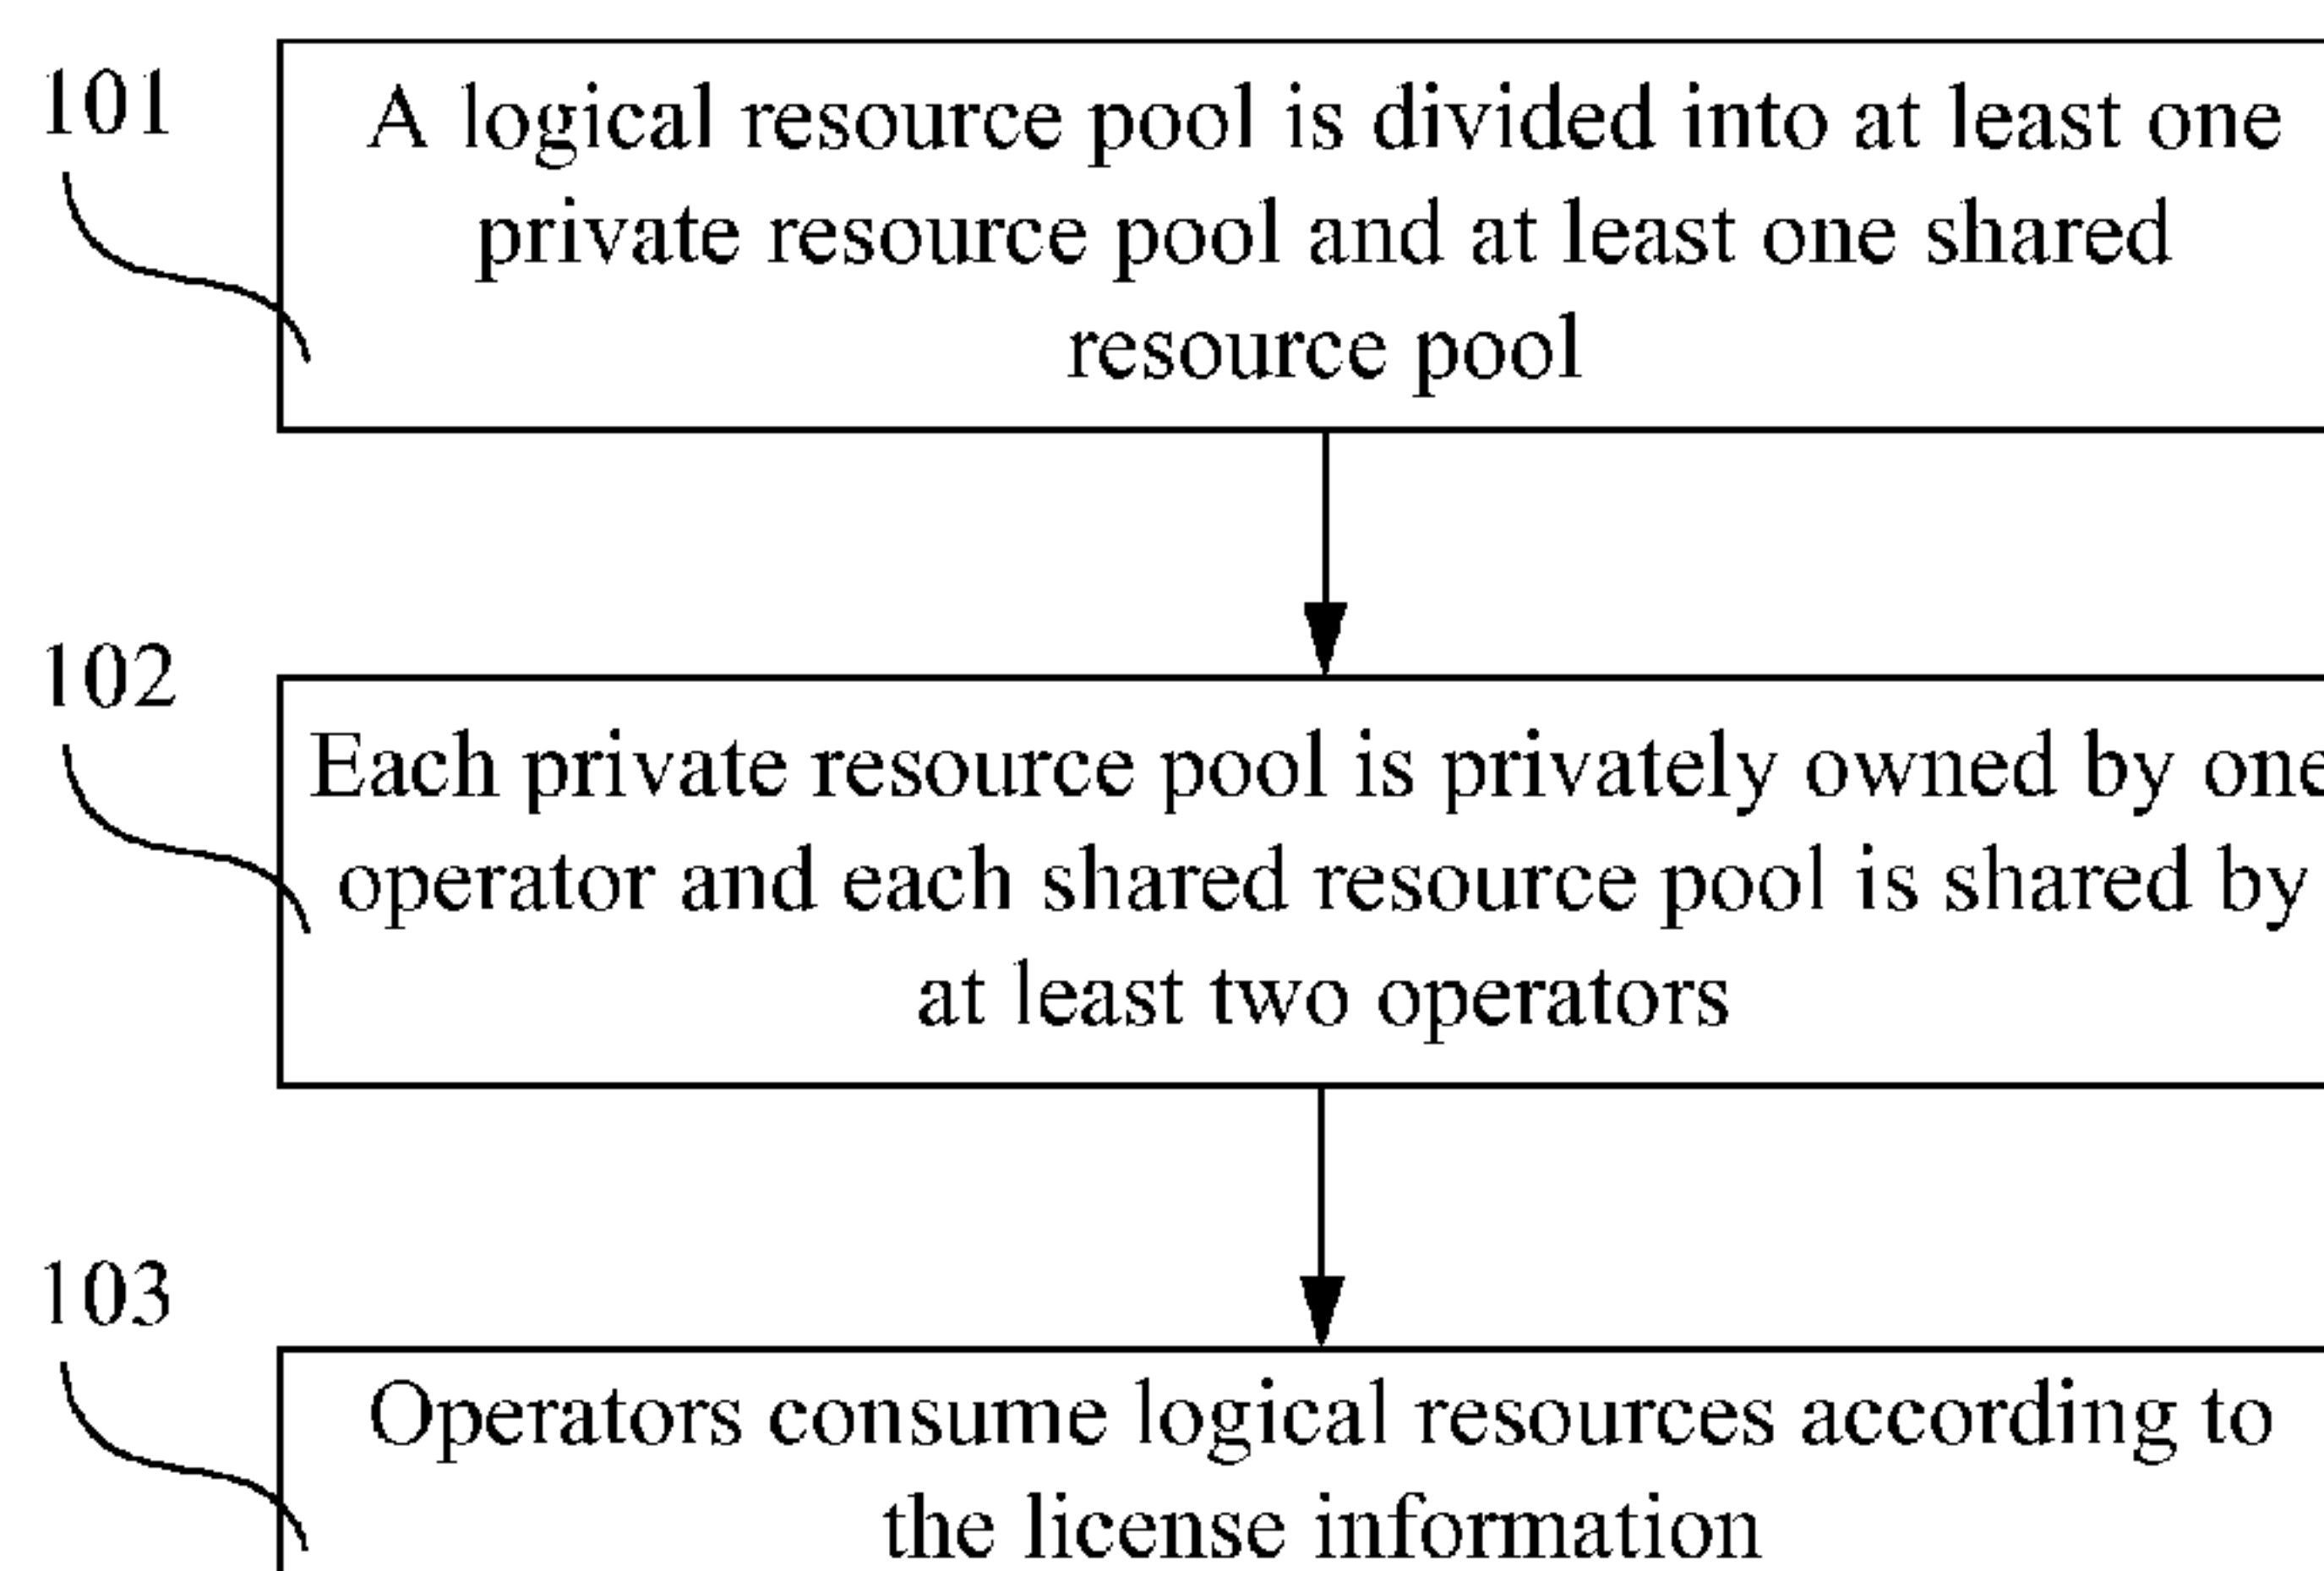 101
A logical resource pool is divided into at least one
private resource pool and at least one shared
resource pool
102
Each private resource pool is privately owned by one
operator and each shared resource pool is shared by
at least two operators
103
Operators consume logical resources according to
the license information